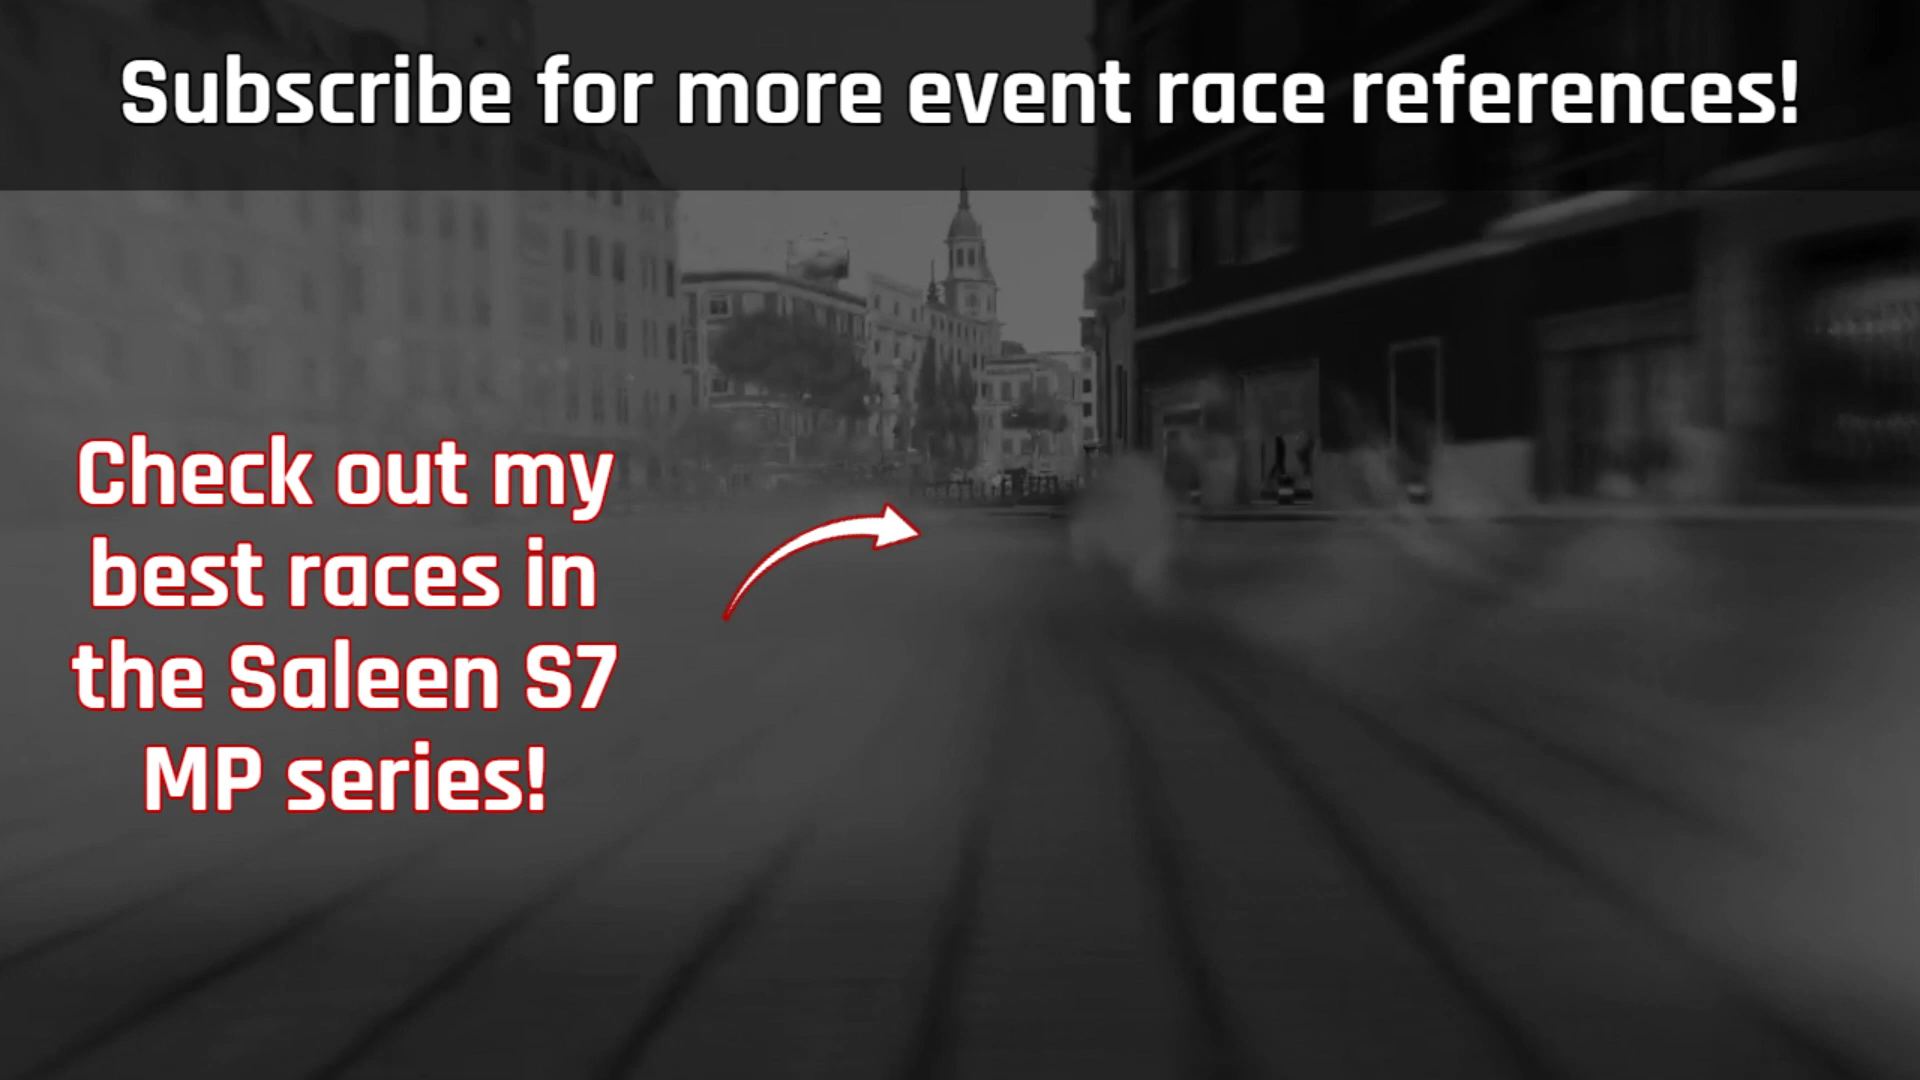 Subscribe for more event race references!
Check out my
best races in
the Saleen S7
MP series!